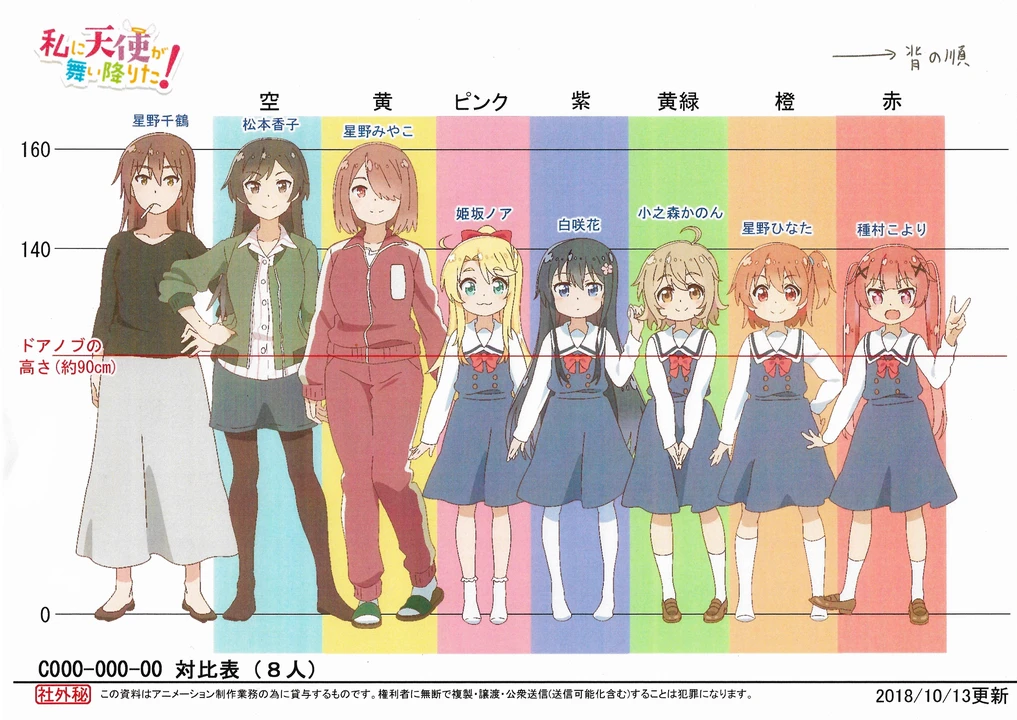 私に天使が
舞い降りた!
→背の順
空 黄 ピンク 紫 黄緑 橙 赤
星野千鶴
松本香子
星野みやこ
160
姫坂ノア
白咲花
小之森かのん
星野ひなた
種村こより
140
ドアノブの
高さ(約90cm)
0
C000-000-00 対比表(8人)
社外秘 この資料はアニメーション制作業務の為に貸与するものです。権利者に無断で複製・譲渡・公衆送信(送信可能化含む)することは犯罪になります。
2018/10/13更新